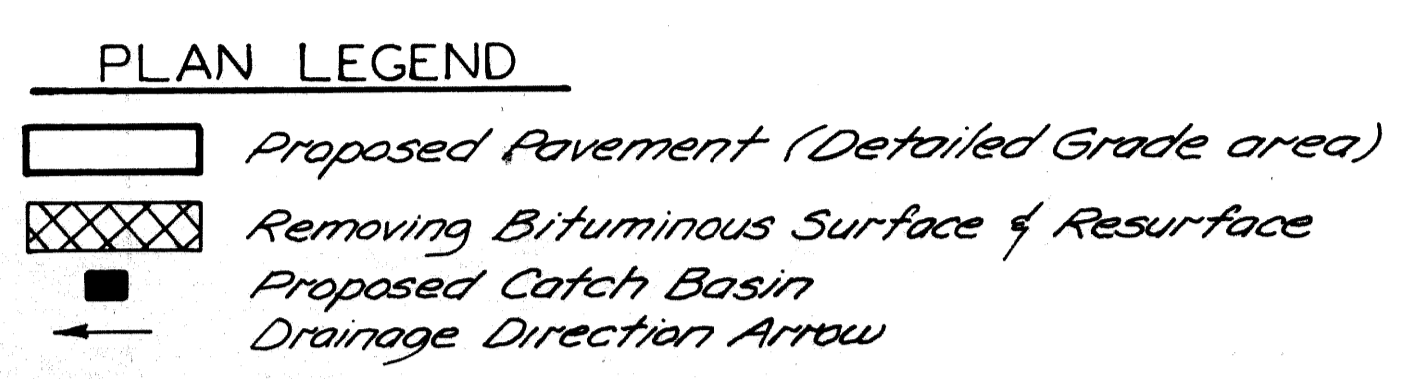 PLAN LEGEND
Proposed Pavement (Detailed Grade area)
Removing Bituminous Surface & Resurface
Proposed Catch Basin
Drainage Direction Arrow